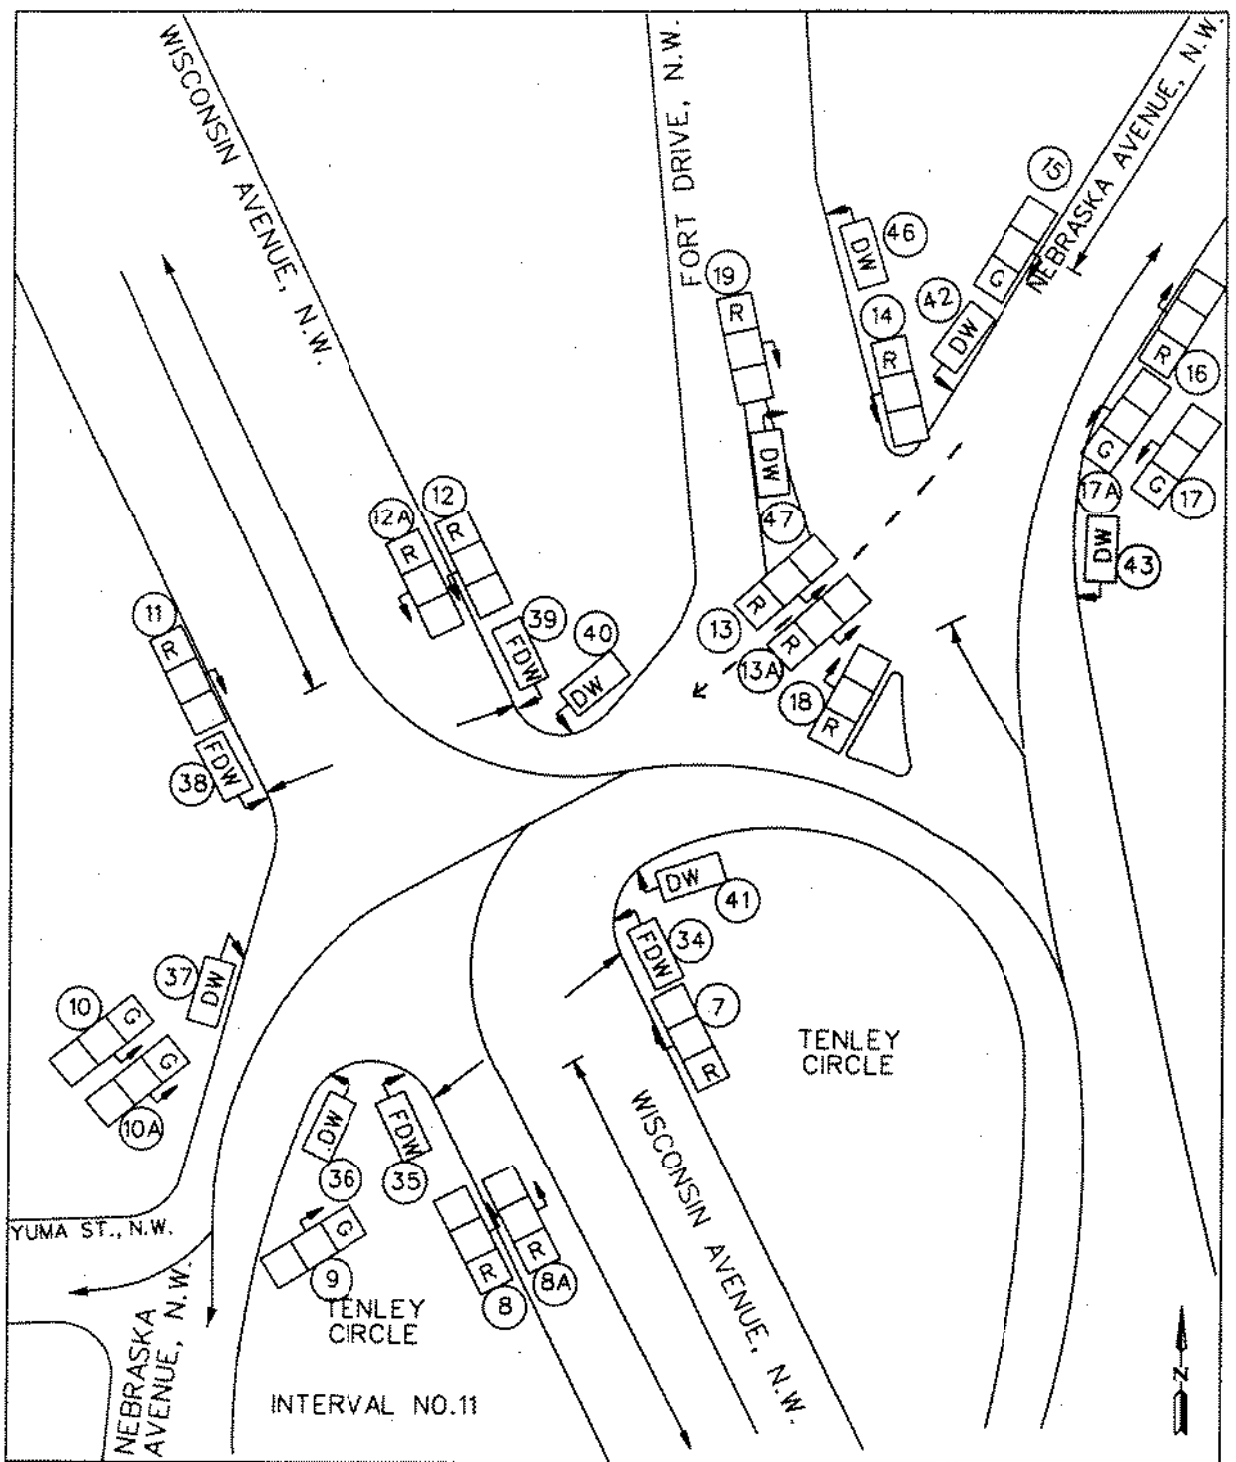 WISCONSIN AVENUE, N.W.
FORT DRIVE, N.W.
NEBRASKA AVENUE, N.W.
15
46
DW
G
19
R
42
DW
14
R
R
16
G
17A
G
17
DW
43
DW
47
12
R
12A
R
39
FDW
40
DW
13
R
13A
R
18
R
11
R
FDW
38
DW
41
34
FDW
7
R
37
DW
10
G
G
10A
TENLEY
CIRCLE
DW
36
FDW
35
G
9
R
8
R
8A
WISCONSIN AVENUE, N.W.
YUMA ST., N.W.
NEBRASKA
AVENUE, N.W.
TENLEY
CIRCLE
INTERVAL NO.11
N